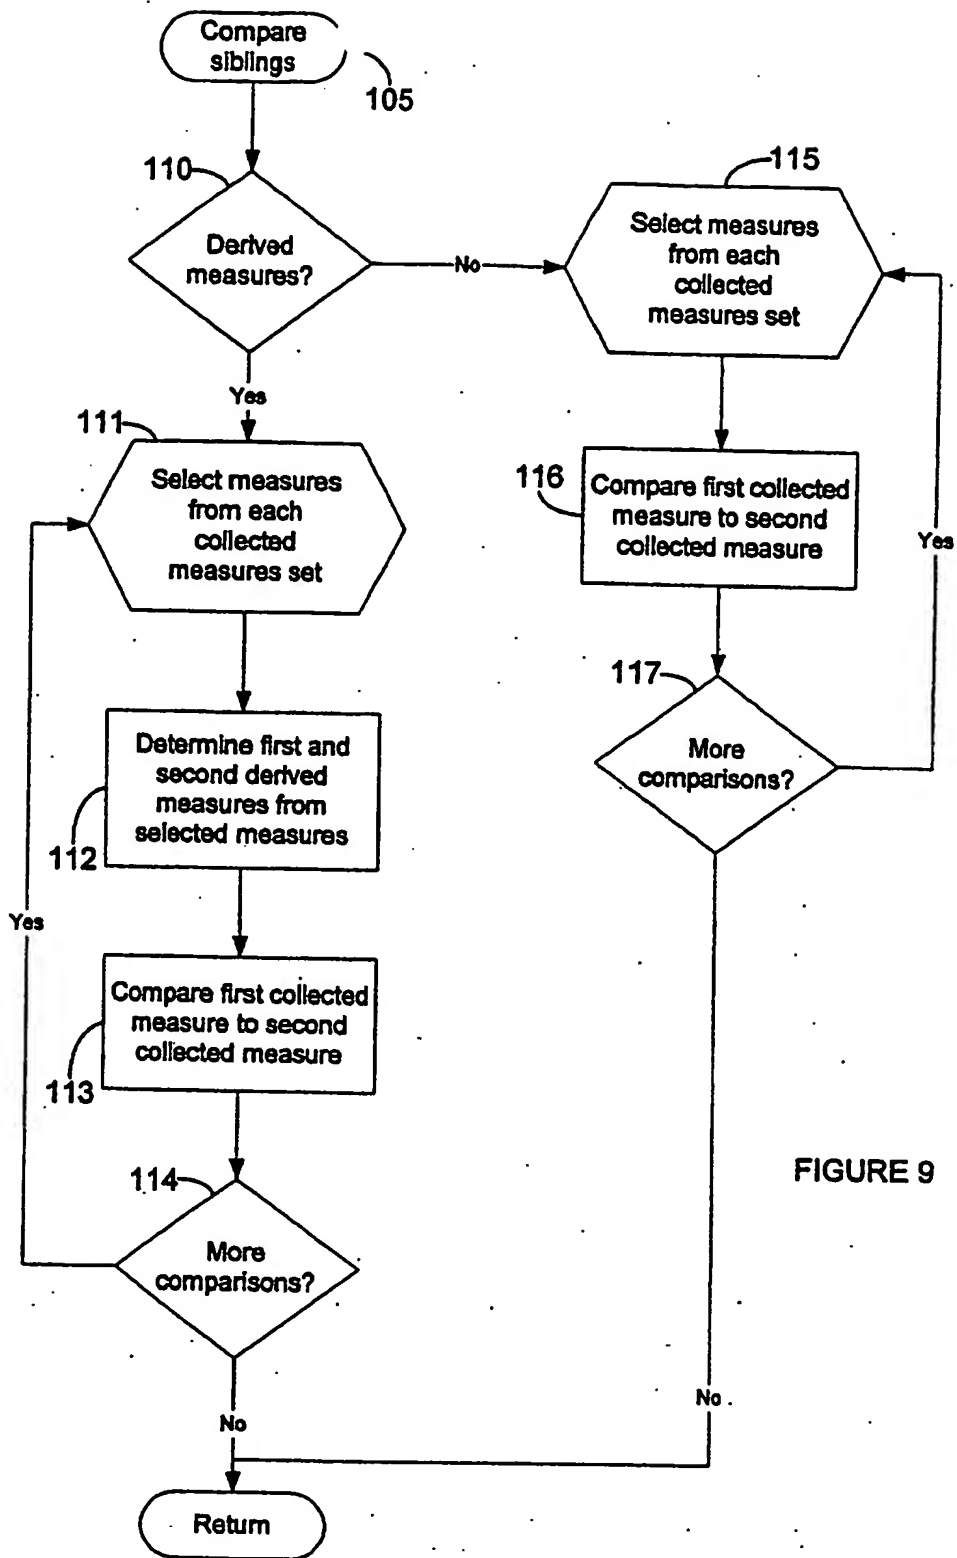 Compare
siblings
105
110
Derived
measures?
No
Yes
115
Select measures
from each
collected
measures set
111
Select measures
from each
collected
measures set
116
Compare first collected
measure to second
collected measure
Yes
117
More
comparisons?
Determine first and
second derived
measures from
selected measures
112
Yes
Compare first collected
measure to second
collected measure
113
FIGURE 9
114
More
comparisons?
No
No
Return